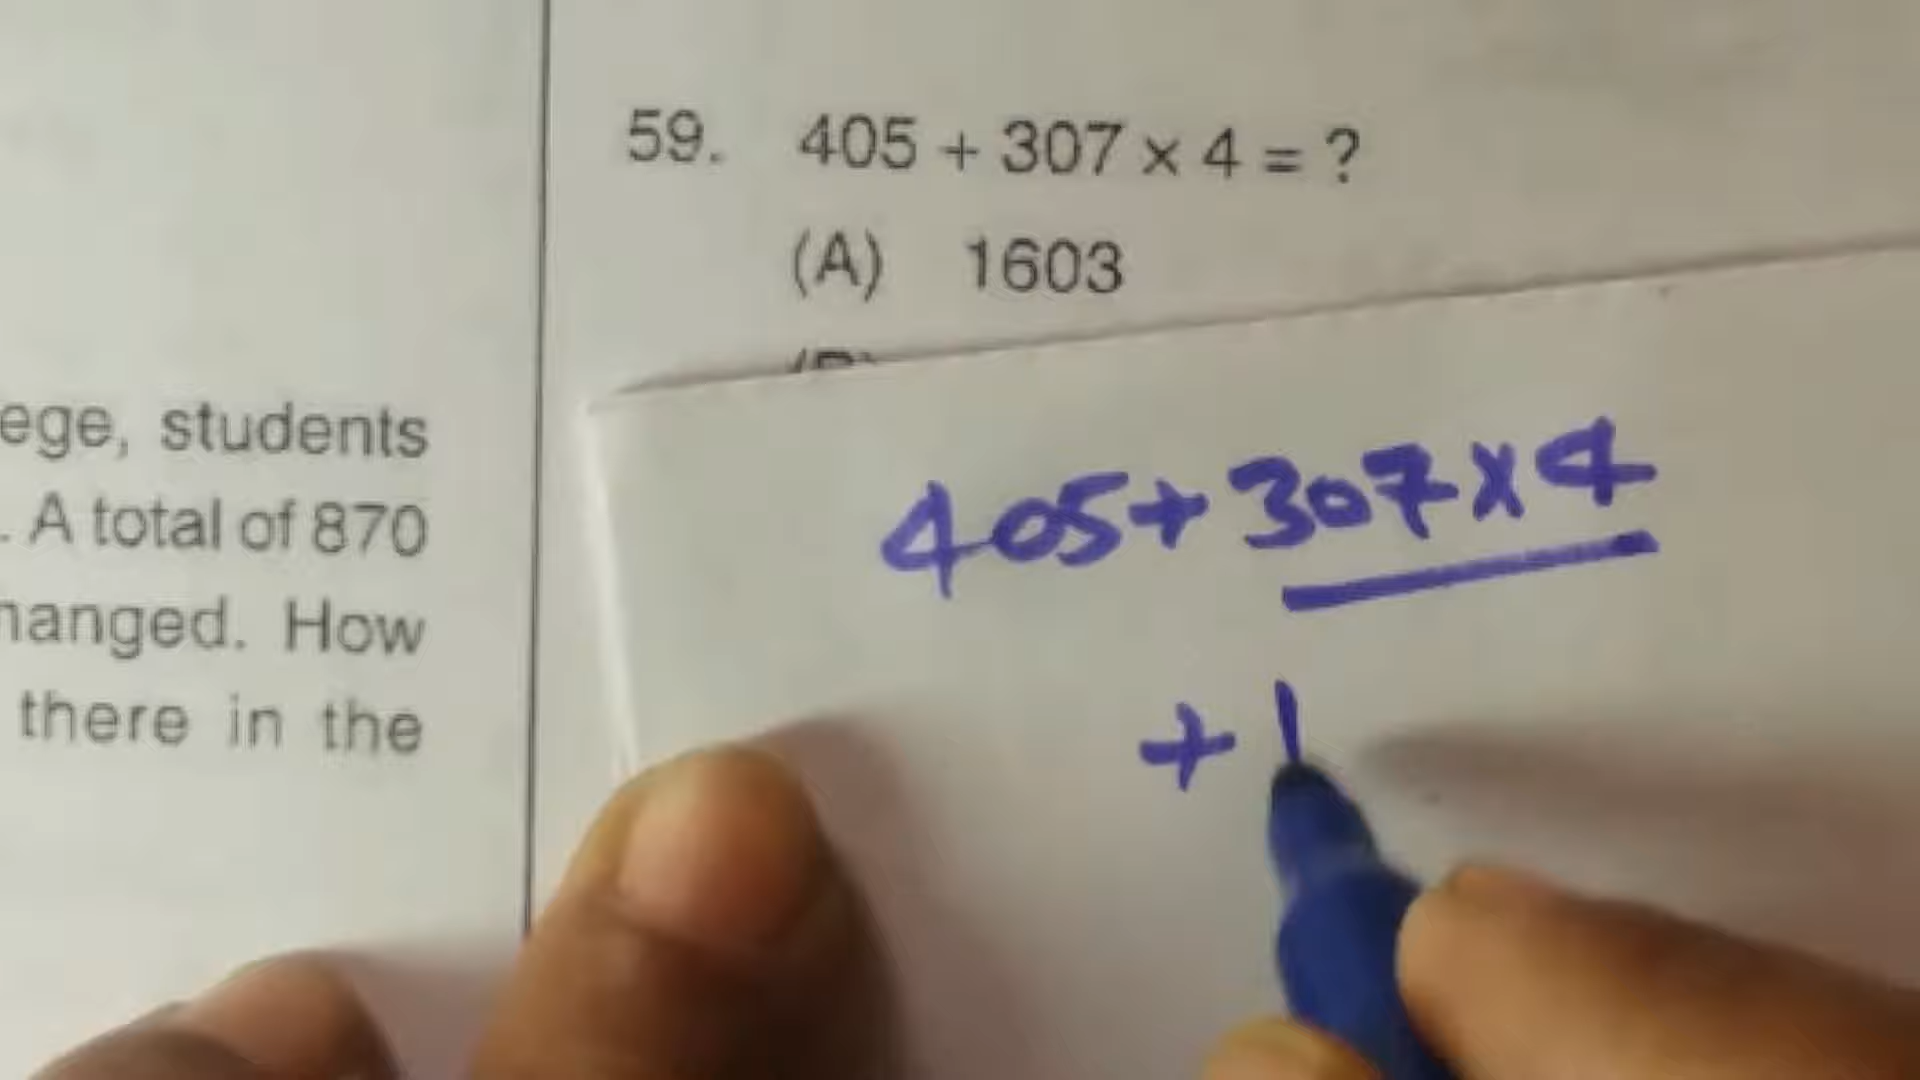 59. 405 + 307 × 4 = ?
(A) 1603
ege, students
. A total of 870
hanged. How
there in the
405+307×4
+ 1